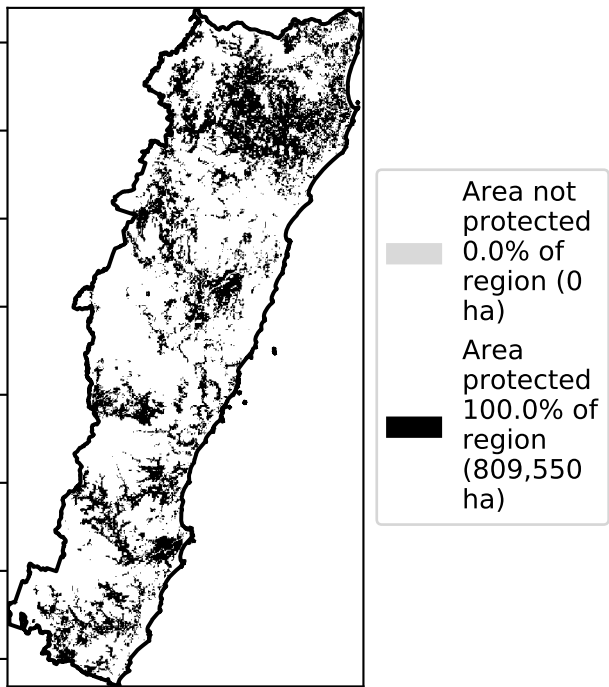 Area not
protected
0.0% of
region (0
ha)
Area
protected
100.0% of
region
(809,550
ha)